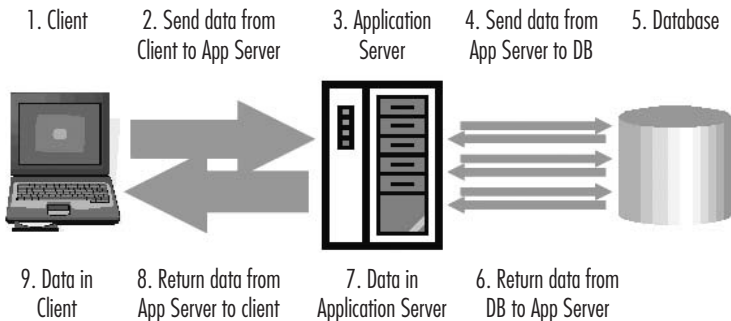 1. Client
2. Send data from
Client to App Server
3. Application
Server
4. Send data from
App Server to DB
5. Database
9. Data in
Client
8. Return data from
App Server to client
7. Data in
Application Server
6. Return data from
DB to App Server